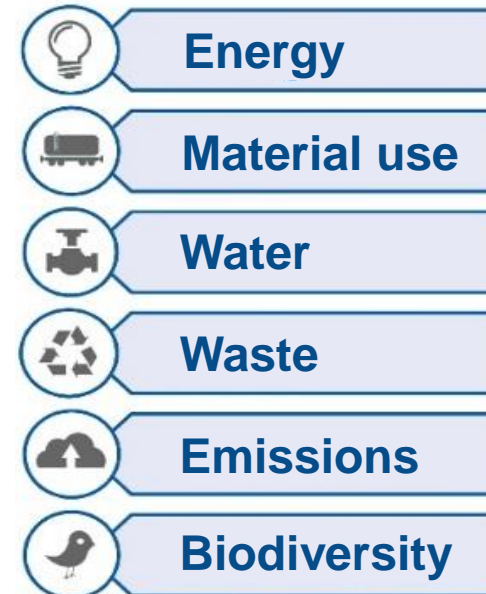 Energy
Material use
Water
Waste
Emissions
Biodiversity